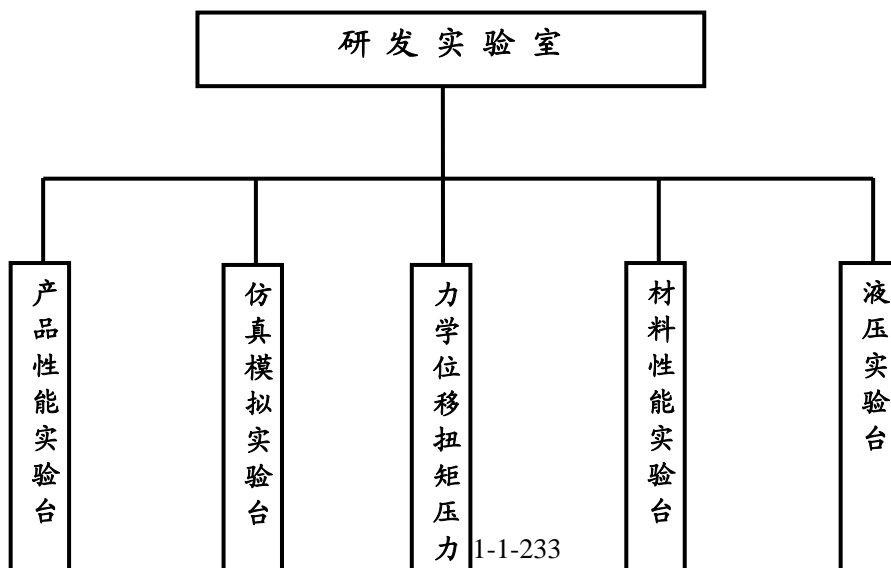 研发实验室
产品性能实验台
仿真模拟实验台
力学位移扭矩压力
材料性能实验台
液压实验台
1-1-233